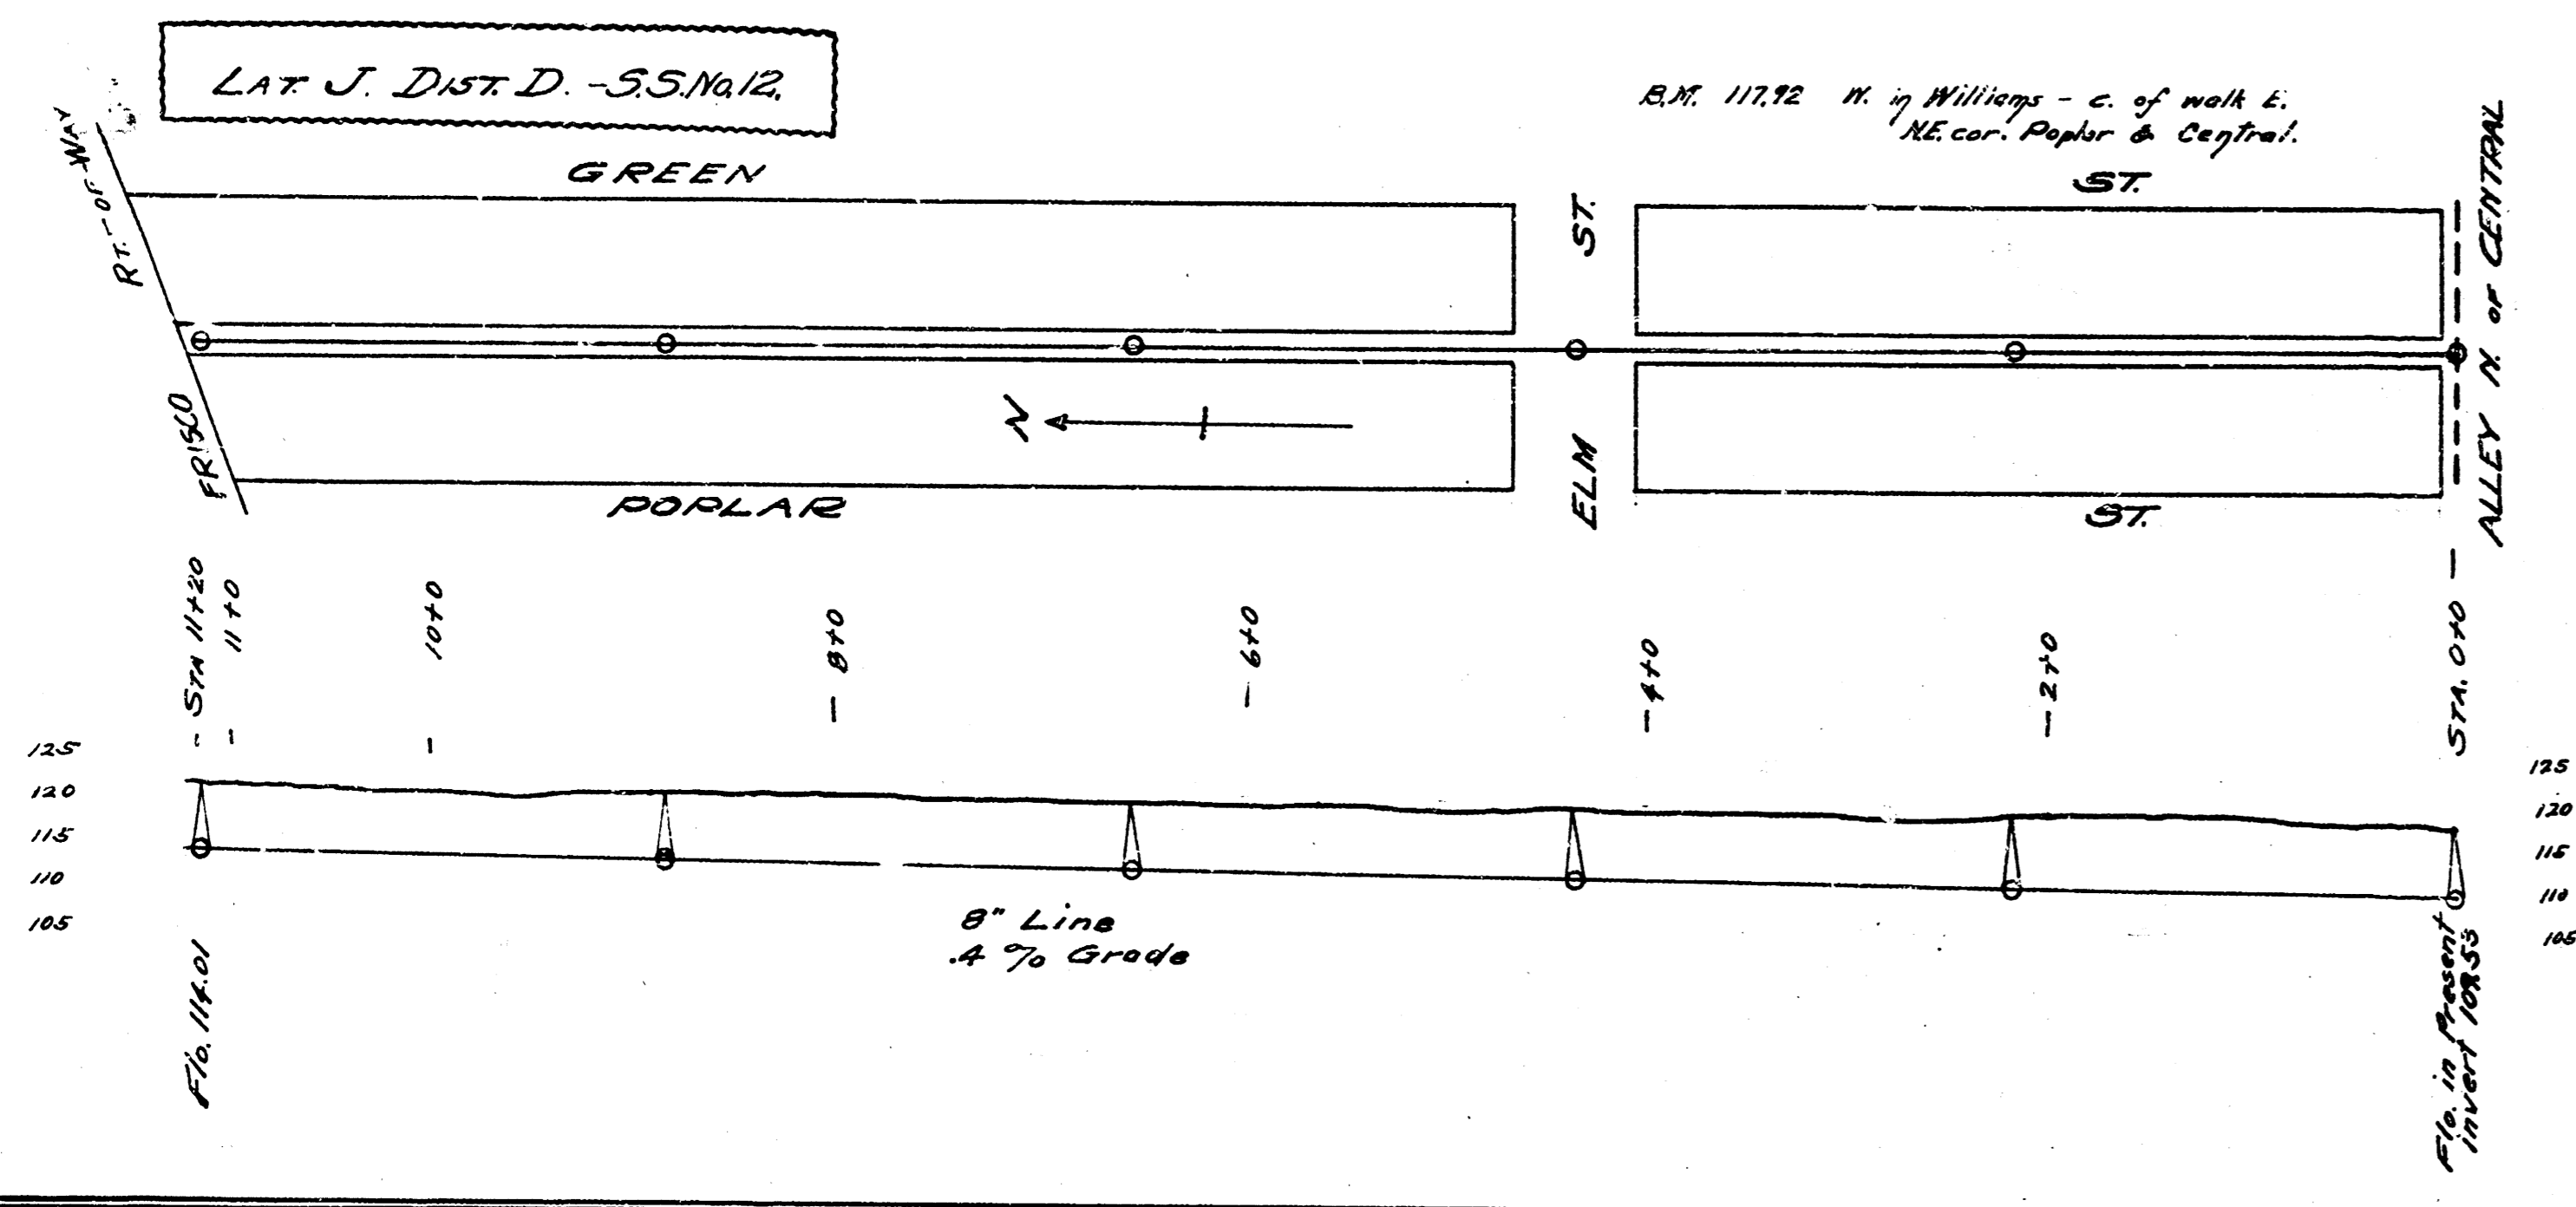 LAT. J. DIST. D. - S.S. No. 12.
B.M. 117.92 W. in Williams - c. of walk E.
N.E. cor. Poplar & Central.
GREEN ST.
RT.-OF-WAY
FRISCO
ELM ST.
ALLEY N. OF CENTRAL
N
POPLAR ST.
- STA 11+20
- 11+0
- 10+0
- 8+0
- 6+0
- 4+0
- 2+0
STA. 0+0 -
125
120
115
110
105
125
120
115
110
105
8" Line
.4 % Grade
Flo. 114.01
Flo. in Present
invert 109.53